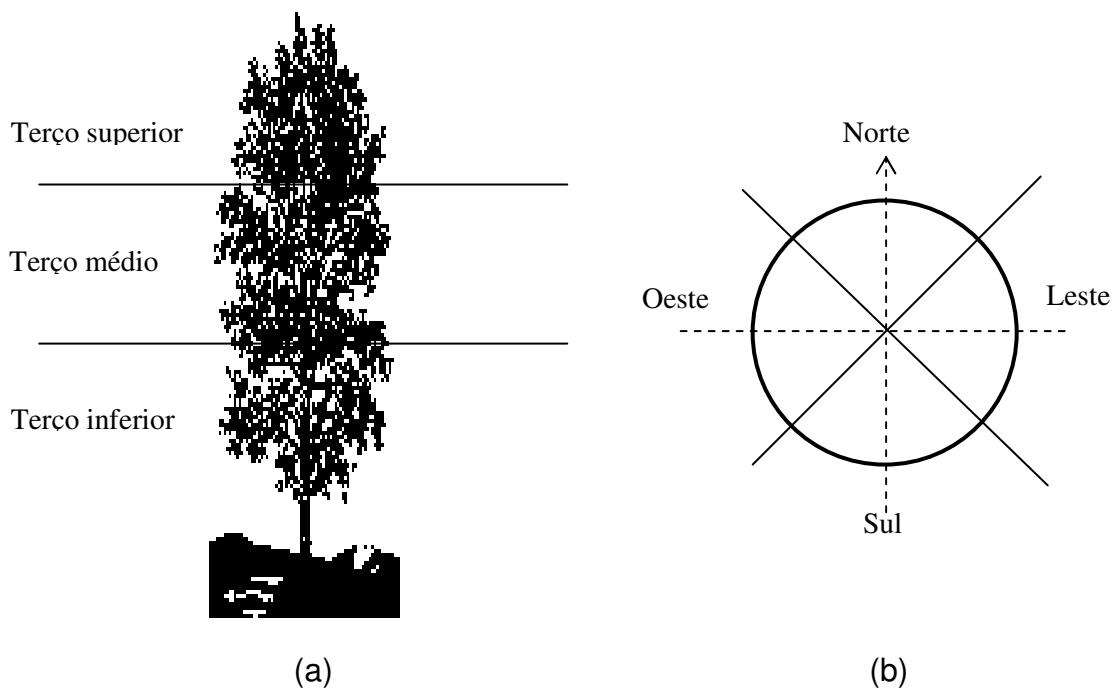 Terço superior
Terço médio
Terço inferior
(a)
Norte
Oeste
Leste
Sul
(b)